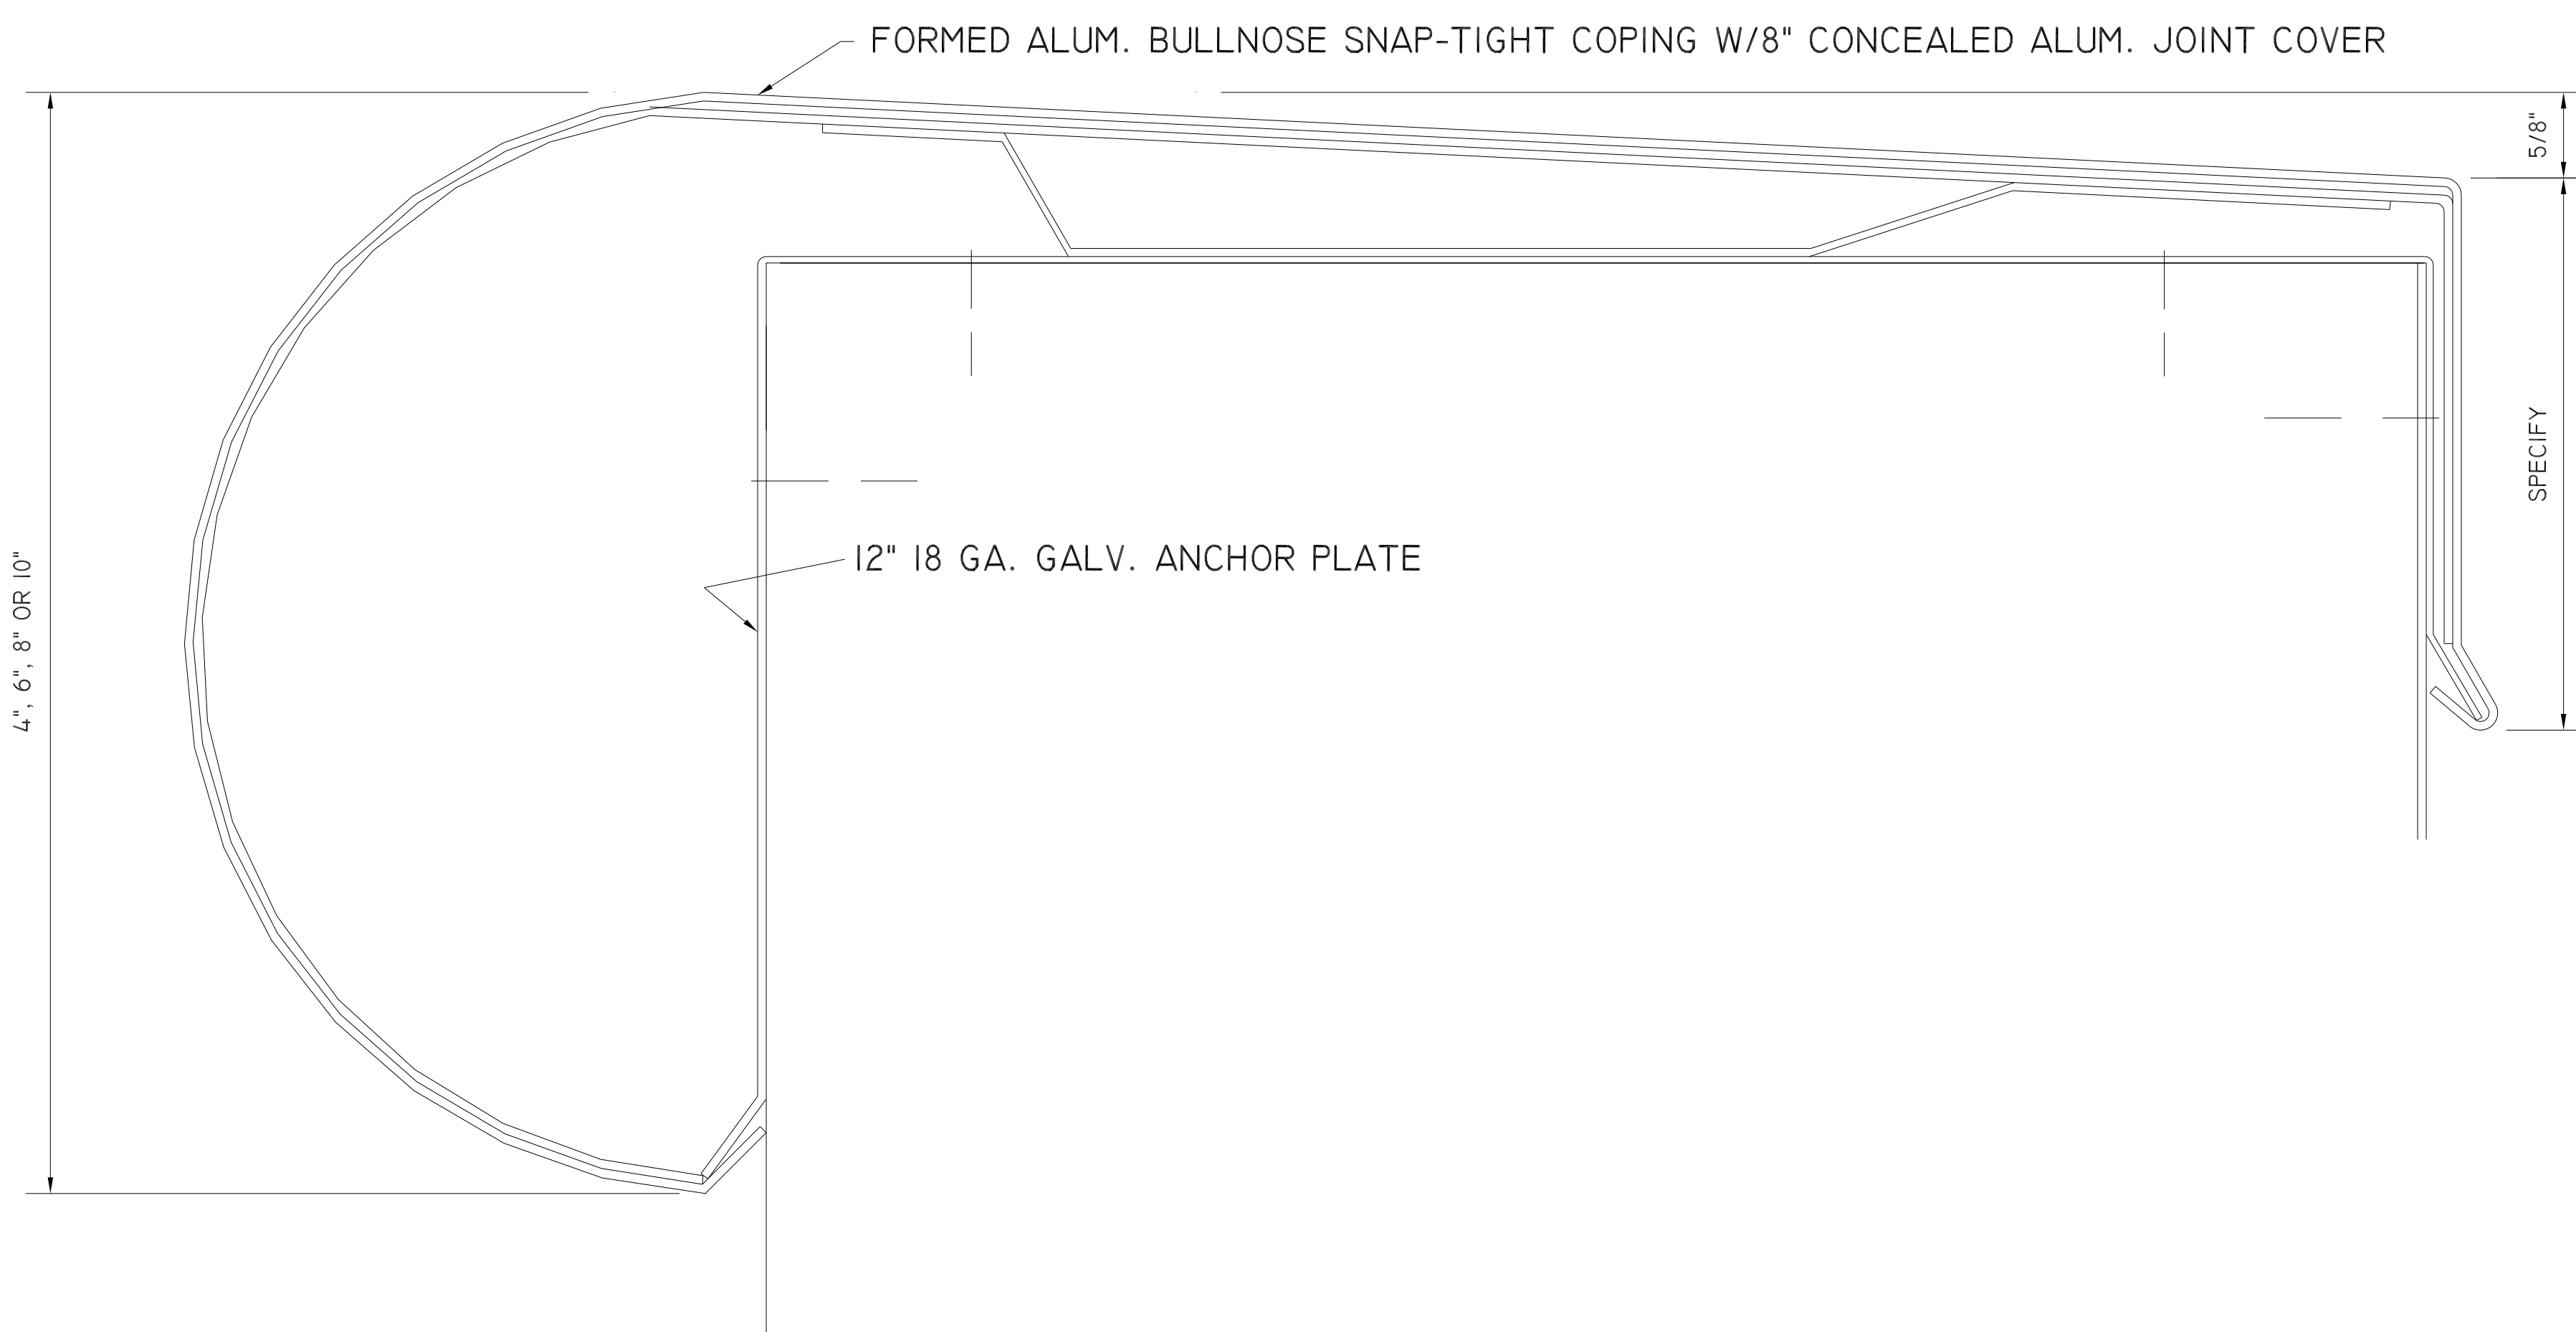 FORMED ALUM. BULLNOSE SNAP-TIGHT COPING W/8" CONCEALED ALUM. JOINT COVER
5/8"
SPECIFY
12" 18 GA. GALV. ANCHOR PLATE
4", 6", 8" OR 10"